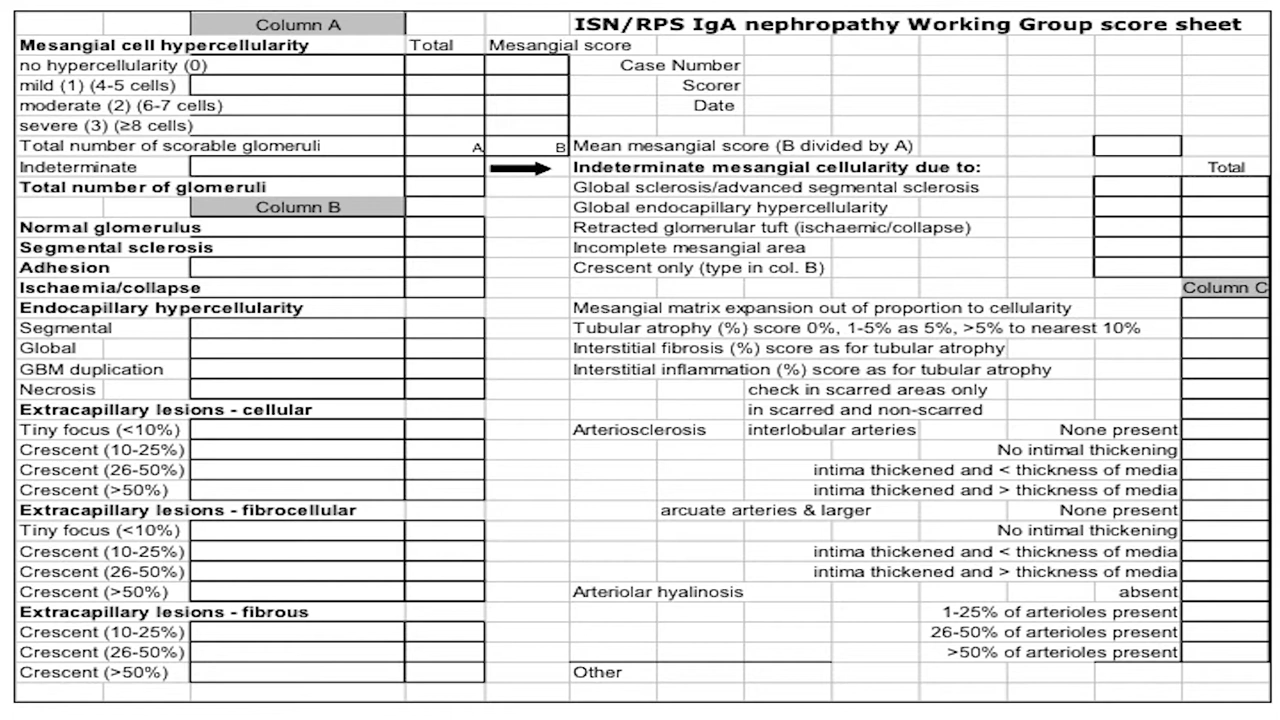 Column A ISN/RPS IgA nephropathy Working Group score sheet
Mesangial cell hypercellularity Total Mesangial score
no hypercellularity (0) Case Number
mild (1) (4-5 cells) Scorer
moderate (2) (6-7 cells) Date
severe (3) (≥8 cells)
Total number of scorable glomeruli A B Mean mesangial score (B divided by A)
Indeterminate Indeterminate mesangial cellularity due to: Total
Total number of glomeruli Global sclerosis/advanced segmental sclerosis
Column B Global endocapillary hypercellularity
Normal glomerulus Retracted glomerular tuft (ischaemic/collapse)
Segmental sclerosis Incomplete mesangial area
Adhesion Crescent only (type in col. B)
Ischaemia/collapse Column C
Endocapillary hypercellularity Mesangial matrix expansion out of proportion to cellularity
Segmental Tubular atrophy (%) score 0%, 1-5% as 5%, >5% to nearest 10%
Global Interstitial fibrosis (%) score as for tubular atrophy
GBM duplication Interstitial inflammation (%) score as for tubular atrophy
Necrosis check in scarred areas only
Extracapillary lesions - cellular in scarred and non-scarred
Tiny focus (<10%) Arteriosclerosis interlobular arteries None present
Crescent (10-25%) No intimal thickening
Crescent (26-50%) intima thickened and < thickness of media
Crescent (>50%) intima thickened and > thickness of media
Extracapillary lesions - fibrocellular arcuate arteries & larger None present
Tiny focus (<10%) No intimal thickening
Crescent (10-25%) intima thickened and < thickness of media
Crescent (26-50%) intima thickened and > thickness of media
Crescent (>50%) Arteriolar hyalinosis absent
Extracapillary lesions - fibrous 1-25% of arterioles present
Crescent (10-25%) 26-50% of arterioles present
Crescent (26-50%) >50% of arterioles present
Crescent (>50%) Other